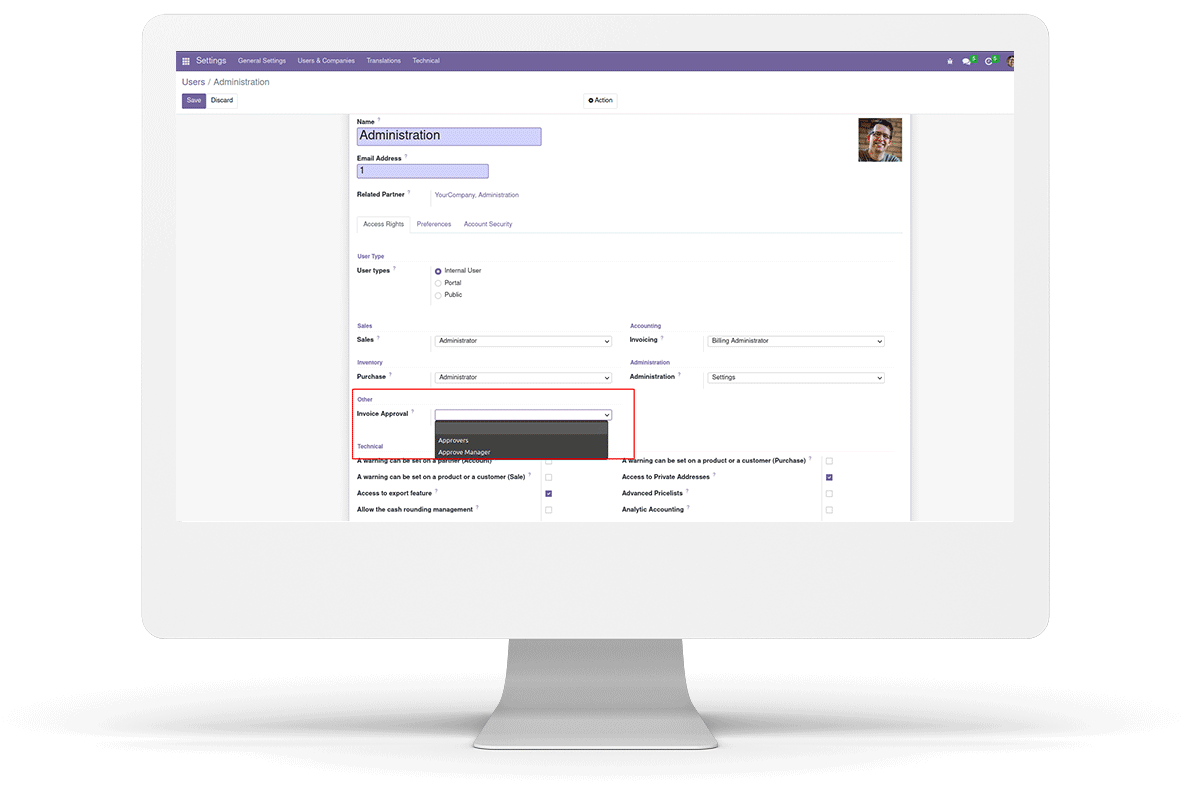 Settings General Settings Users & Companies Translations Technical
Users / Administration
Save Discard Action
Name ?
Administration
Email Address ?
1
Related Partner ? YourCompany, Administration
Access Rights Preferences Account Security
User Type
User types ? Internal User
Portal
Public
Sales Accounting
Sales ? Administrator Invoicing ? Billing Administrator
Inventory Administration
Purchase ? Administrator Administration ? Settings
Other
Invoice Approval ?
Approvers
Technical
Approve Manager
A warning can be set on a partner (Account) A warning can be set on a product or a customer (Purchase) ?
A warning can be set on a product or a customer (Sale) ? Access to Private Addresses ?
Access to export feature ? Advanced Pricelists ?
Allow the cash rounding management ? Analytic Accounting ?